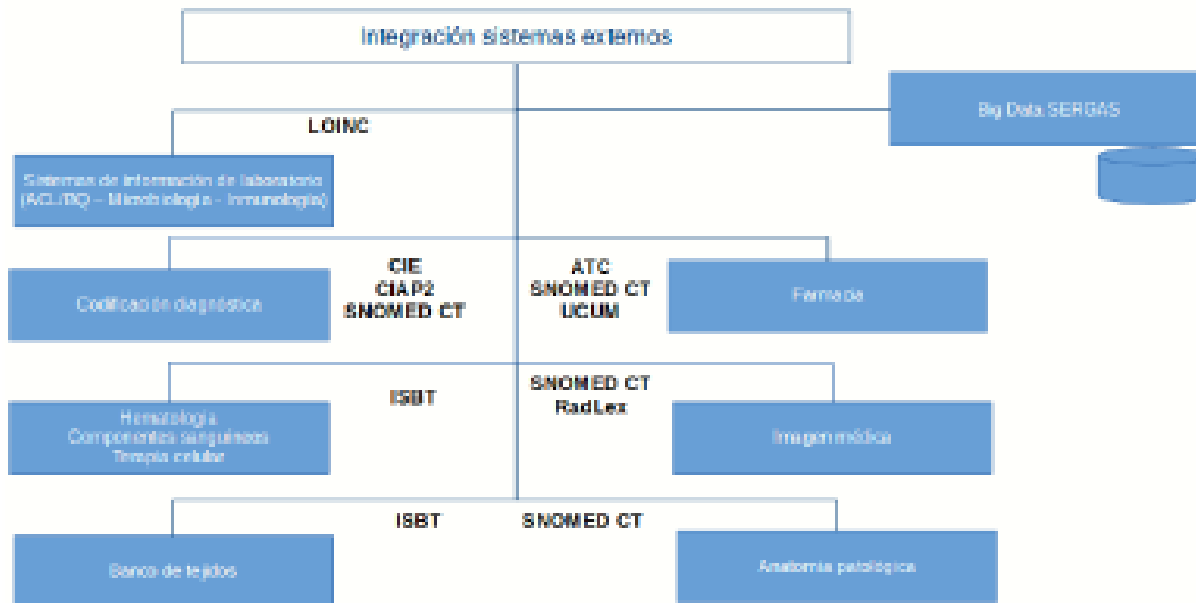 Integración sistemas externos
Big Data SERGAS
LOINC
Sistemas de información de laboratorio
(ACL/BQ – Microbiología - Inmunología)
CIE
CIAP2
SNOMED CT
ATC
SNOMED CT
UCUM
Codificación diagnóstica
Farmacia
ISBT
SNOMED CT
RadLex
Hematología
Componentes sanguíneos
Terapia celular
Imagen médica
ISBT
SNOMED CT
Banco de tejidos
Anatomía patológica